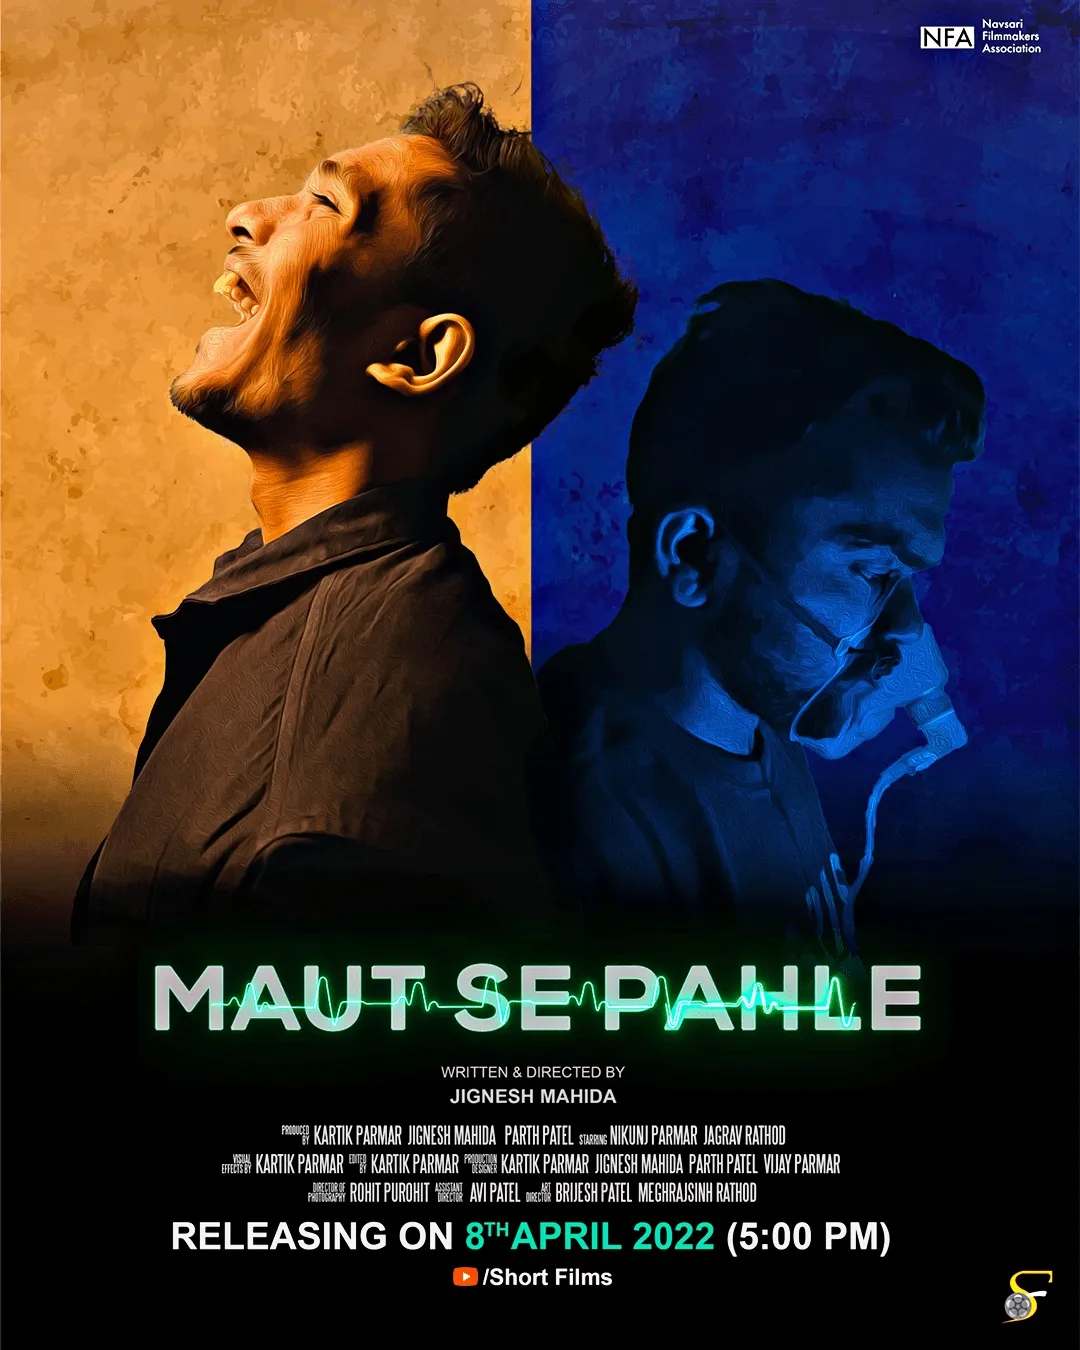 NFA Navsari
Filmmakers
Association
MAUT SE PAHLE
WRITTEN & DIRECTED BY
JIGNESH MAHIDA
PRODUCED BY KARTIK PARMAR JIGNESH MAHIDA PARTH PATEL STARRING NIKUNJ PARMAR JAGRAV RATHOD
VISUAL EFFECTS BY KARTIK PARMAR EDITED BY KARTIK PARMAR PRODUCTION DESIGNER KARTIK PARMAR JIGNESH MAHIDA PARTH PATEL VIJAY PARMAR
DIRECTOR OF PHOTOGRAPHY ROHIT PUROHIT ASSISTANT DIRECTOR AVI PATEL ART DIRECTOR BRIJESH PATEL MEGHRAJSINH RATHOD
RELEASING ON 8TH APRIL 2022 (5:00 PM)
/Short Films
SF